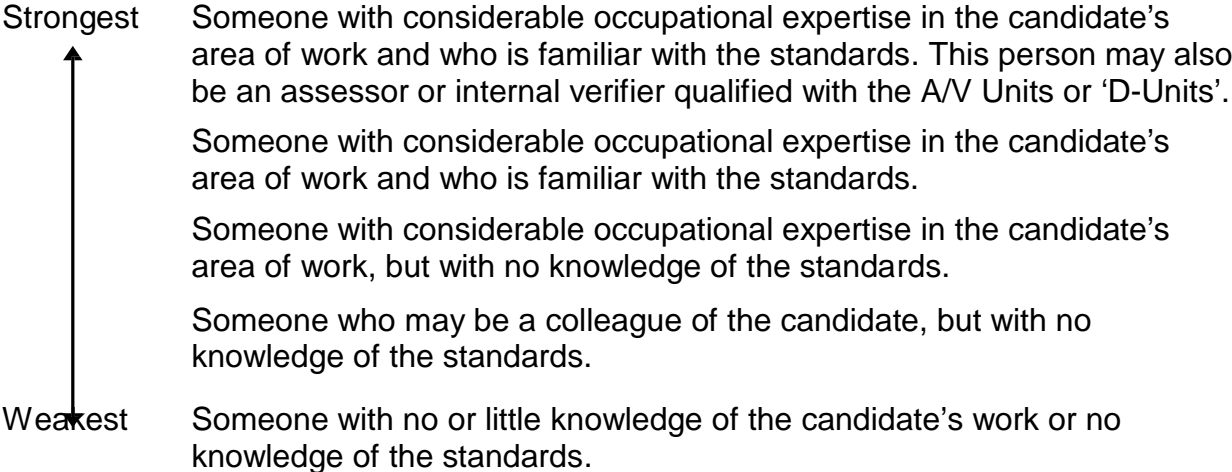 Strongest Someone with considerable occupational expertise in the candidate’s
area of work and who is familiar with the standards. This person may also
be an assessor or internal verifier qualified with the A/V Units or ‘D-Units’.
Someone with considerable occupational expertise in the candidate’s
area of work and who is familiar with the standards.
Someone with considerable occupational expertise in the candidate’s
area of work, but with no knowledge of the standards.
Someone who may be a colleague of the candidate, but with no
knowledge of the standards.
Weakest Someone with no or little knowledge of the candidate’s work or no
knowledge of the standards.